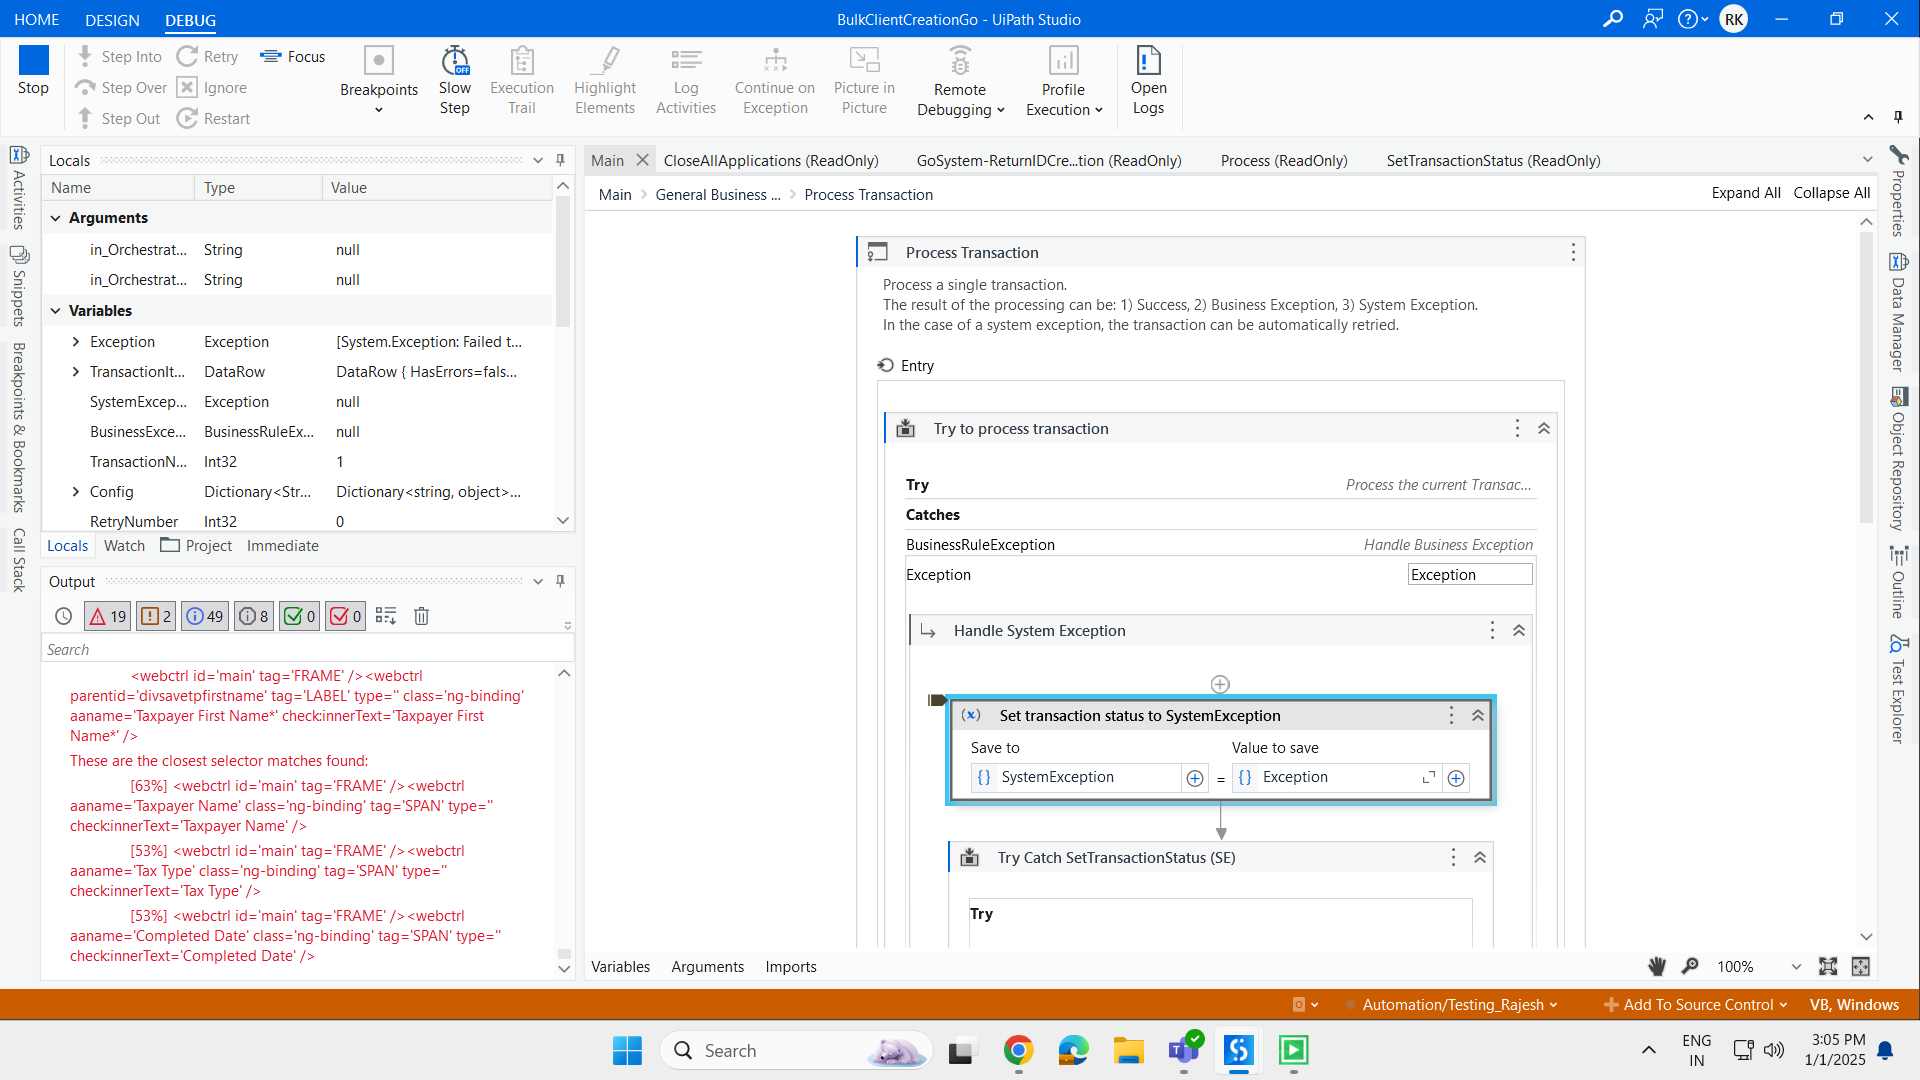 HOME DESIGN DEBUG
BulkClientCreationGo - UiPath Studio
RK
Stop
Step Into
Step Over
Step Out
Retry
Ignore
Restart
Focus
Breakpoints
Slow Step
Execution Trail
Highlight Elements
Log Activities
Continue on Exception
Picture in Picture
Remote Debugging
Profile Execution
Open Logs
Activities
Snippets
Breakpoints & Bookmarks
Call Stack
Locals
Name Type Value
Arguments
in_Orchestrat... String null
in_Orchestrat... String null
Variables
Exception Exception [System.Exception: Failed t...
TransactionIt... DataRow DataRow { HasErrors=fals...
SystemExcep... Exception null
BusinessExce... BusinessRuleEx... null
TransactionN... Int32 1
Config Dictionary<Str... Dictionary<string, object>...
RetryNumber Int32 0
Locals Watch Project Immediate
Output
19 2 49 8 0 0
Search
<webctrl id='main' tag='FRAME' /><webctrl
parentid='divsavetpfirstname' tag='LABEL' type='' class='ng-binding'
aaname='Taxpayer First Name*' check:innerText='Taxpayer First
Name*' />
These are the closest selector matches found:
[63%] <webctrl id='main' tag='FRAME' /><webctrl
aaname='Taxpayer Name' class='ng-binding' tag='SPAN' type=''
check:innerText='Taxpayer Name' />
[53%] <webctrl id='main' tag='FRAME' /><webctrl
aaname='Tax Type' class='ng-binding' tag='SPAN' type=''
check:innerText='Tax Type' />
[53%] <webctrl id='main' tag='FRAME' /><webctrl
aaname='Completed Date' class='ng-binding' tag='SPAN' type=''
check:innerText='Completed Date' />
Main CloseAllApplications (ReadOnly) GoSystem-ReturnIDCre...tion (ReadOnly) Process (ReadOnly) SetTransactionStatus (ReadOnly)
Main General Business ... Process Transaction
Expand All Collapse All
Process Transaction
Process a single transaction.
The result of the processing can be: 1) Success, 2) Business Exception, 3) System Exception.
In the case of a system exception, the transaction can be automatically retried.
Entry
Try to process transaction
Try Process the current Transac...
Catches
BusinessRuleException Handle Business Exception
Exception Exception
Handle System Exception
(x) Set transaction status to SystemException
Save to Value to save
{} SystemException = {} Exception
Try Catch SetTransactionStatus (SE)
Try
Variables Arguments Imports
100%
Properties
Data Manager
Object Repository
Outline
Test Explorer
Automation/Testing_Rajesh
Add To Source Control
VB, Windows
Search
OFF
ENG
IN
3:05 PM
1/1/2025